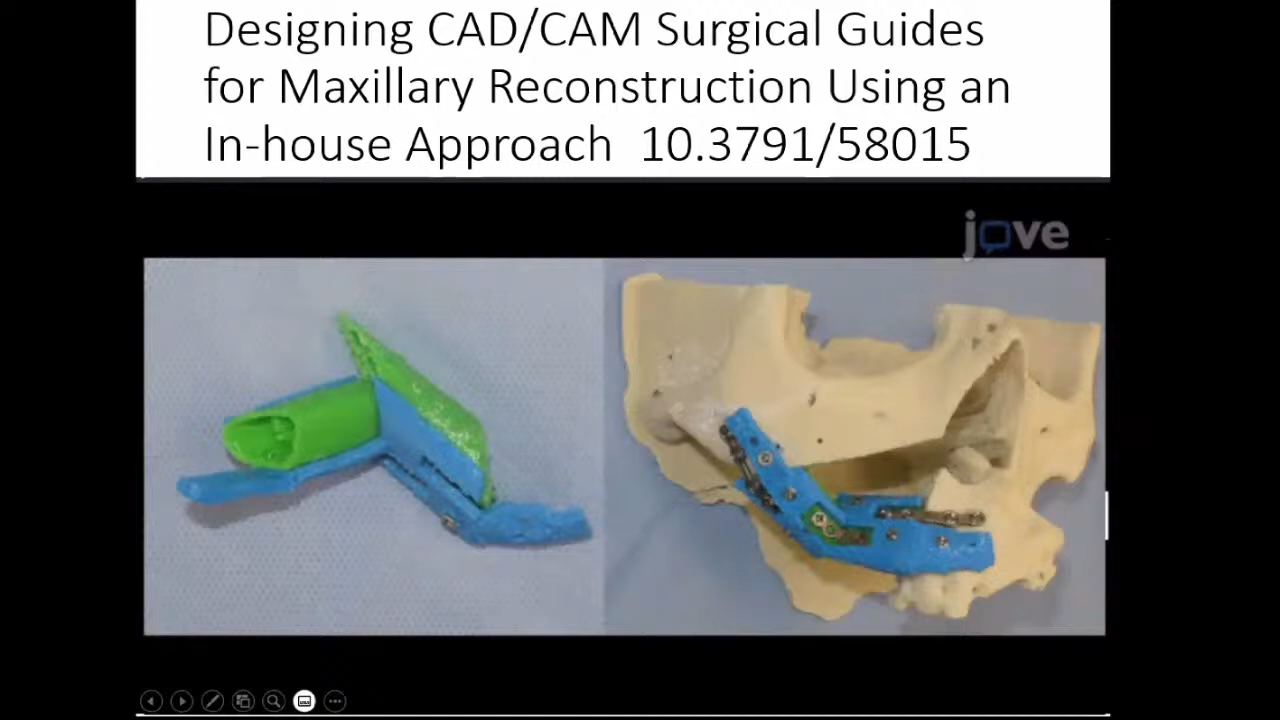 Designing CAD/CAM Surgical Guides
for Maxillary Reconstruction Using an
In-house Approach 10.3791/58015
jove